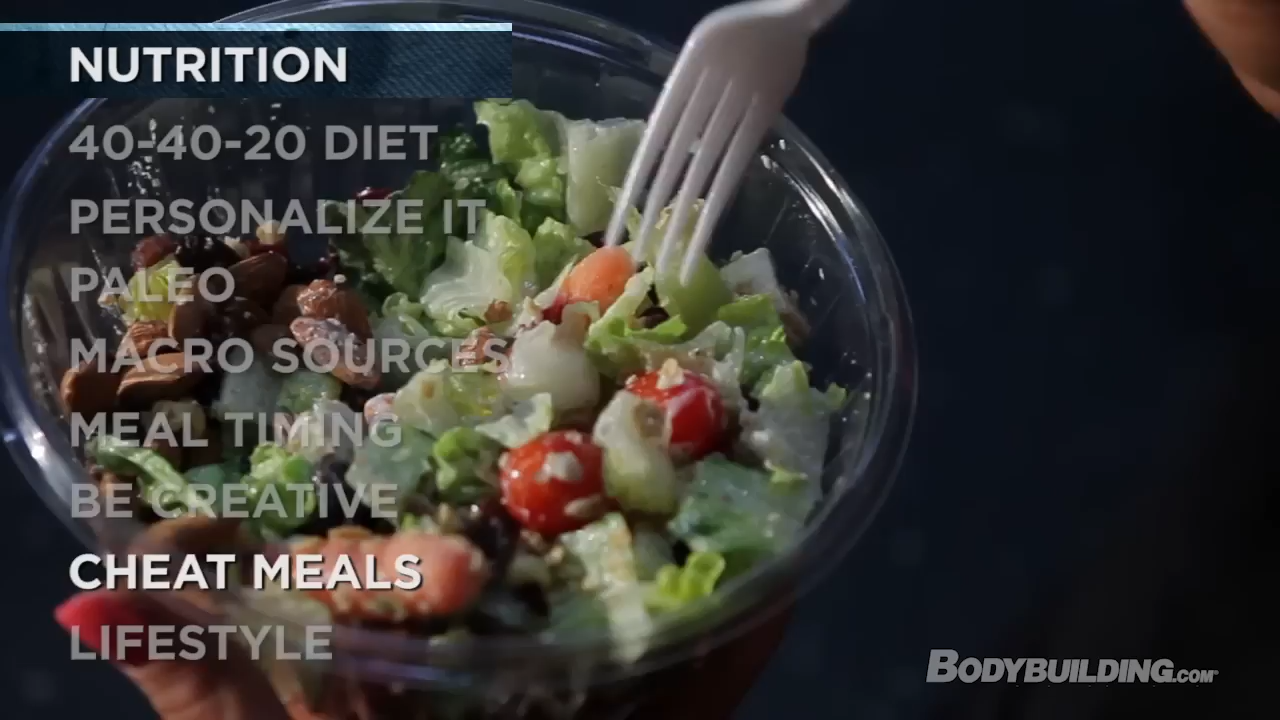 NUTRITION
40-40-20 DIET
PERSONALIZE IT
PALEO
MACRO SOURCES
MEAL TIMING
BE CREATIVE
CHEAT MEALS
LIFESTYLE
BODYBUILDING.COM